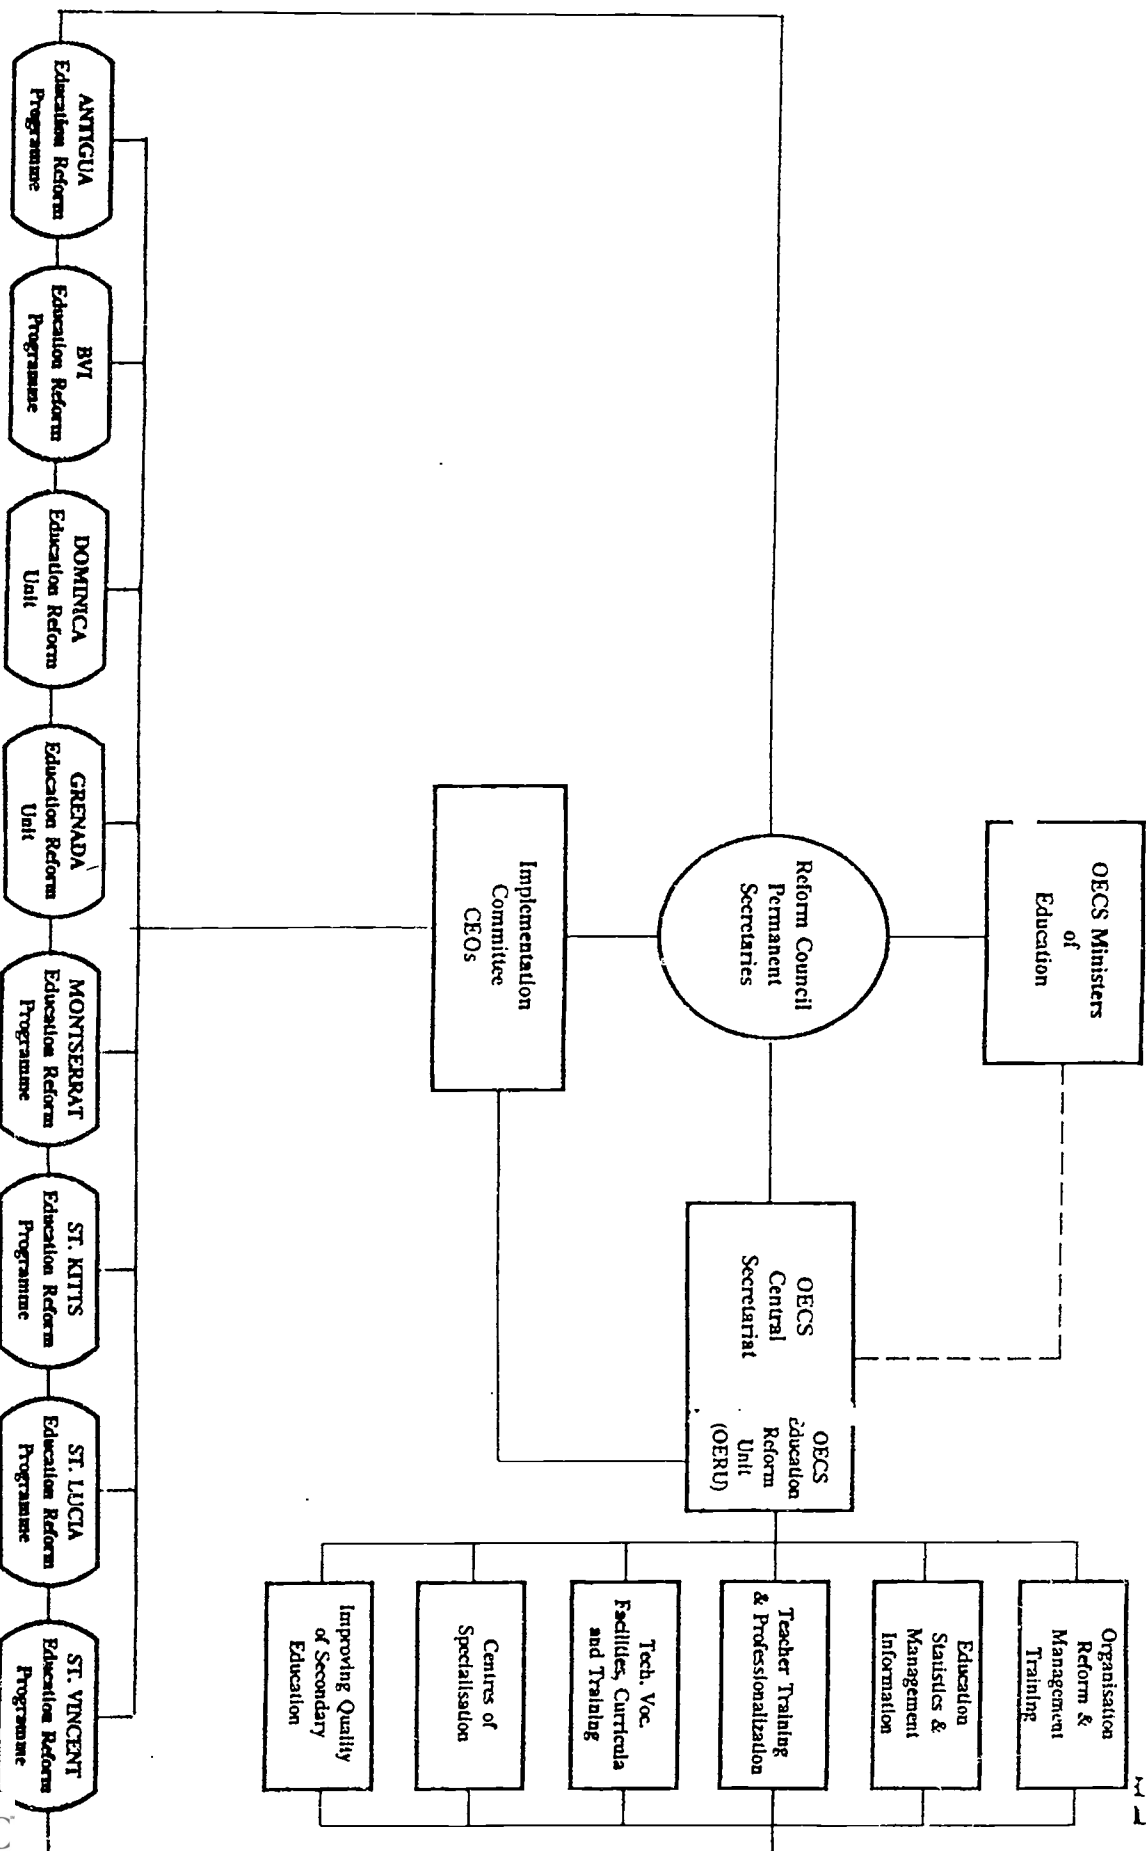 OECS Ministers
of
Education
Reform Council
Permanent
Secretaries
Implementation
Committee
CEOs
OECS
Central
Secretariat
OECS
Education
Reform
Unit
(OERU)
Organisation
Reform &
Management
Training
Education
Statistics &
Management
Information
Teacher Training
& Professionalization
Tech. Voc.
Facilities, Curricula
and Training
Centres of
Specialisation
Improving Quality
of Secondary
Education
ANTIGUA
Education Reform
Programme
BVI
Education Reform
Programme
DOMINICA
Education Reform
Unit
GRENADA
Education Reform
Unit
MONTSERRAT
Education Reform
Programme
ST. KITTS
Education Reform
Programme
ST. LUCIA
Education Reform
Programme
ST. VINCENT
Education Reform
Programme